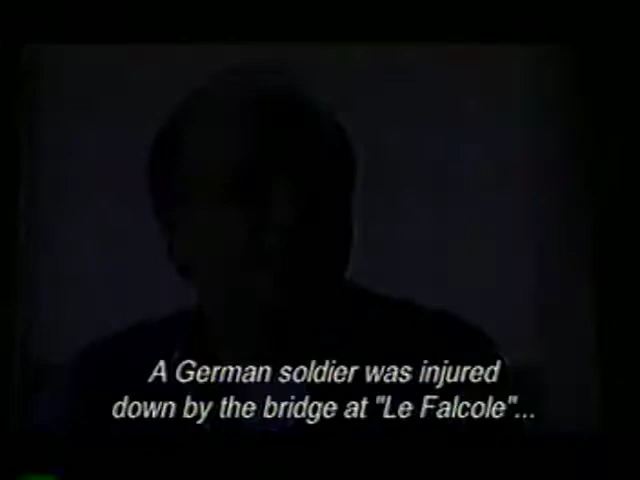 A German soldier was injured
down by the bridge at "Le Falcole"...